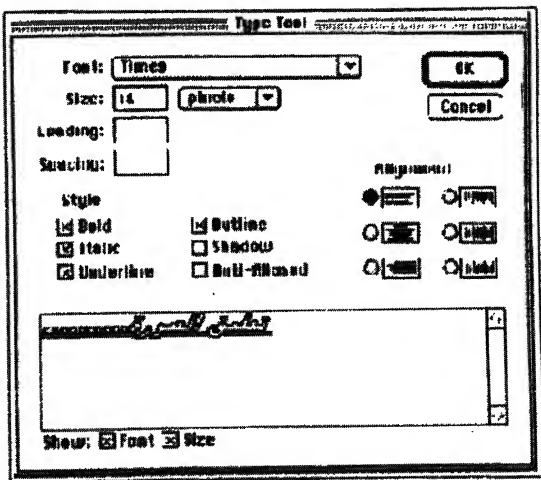 Type Tool
Font: Times
OK
Size: pixels
Cancel
Leading:
Spacing:
Alignment
Style
Bold
Outline
Italic
Shadow
Underline
Anti-Aliased
Show: Font Size